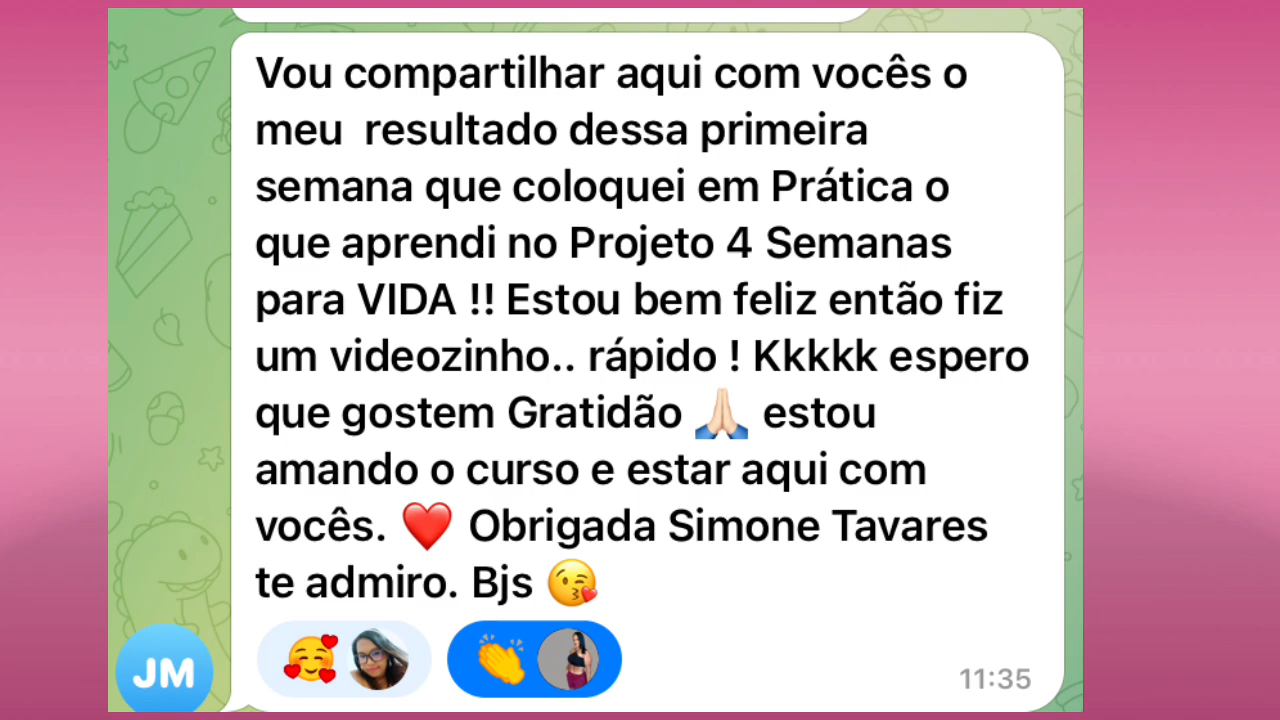 Vou compartilhar aqui com vocês o
meu  resultado dessa primeira
semana que coloquei em Prática o
que aprendi no Projeto 4 Semanas
para VIDA !! Estou bem feliz então fiz
um videozinho.. rápido ! Kkkkk espero
que gostem Gratidão 🙏🏻 estou
amando o curso e estar aqui com
vocês. ❤️ Obrigada Simone Tavares
te admiro. Bjs 😘
JM
11:35